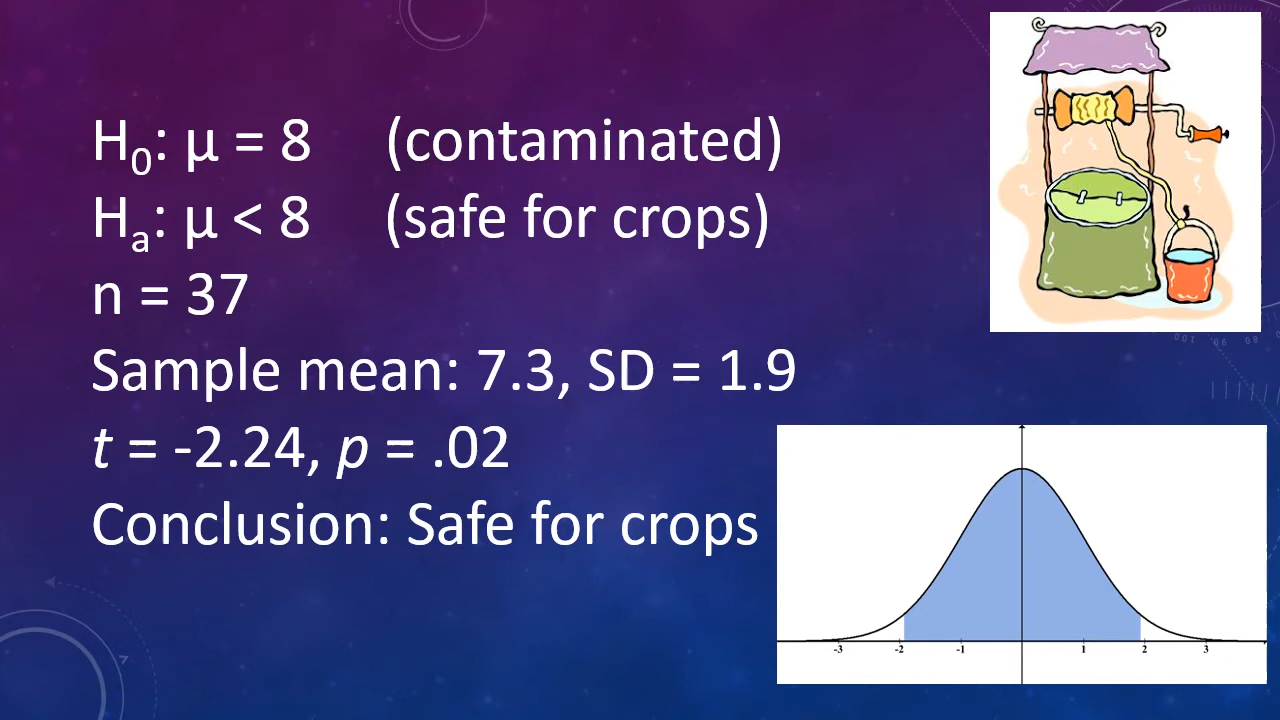 H₀: μ = 8 (contaminated)
Hₐ: μ < 8 (safe for crops)
n = 37
Sample mean: 7.3, SD = 1.9
t = -2.24, p = .02
Conclusion: Safe for crops
-3 -2 -1 1 2 3